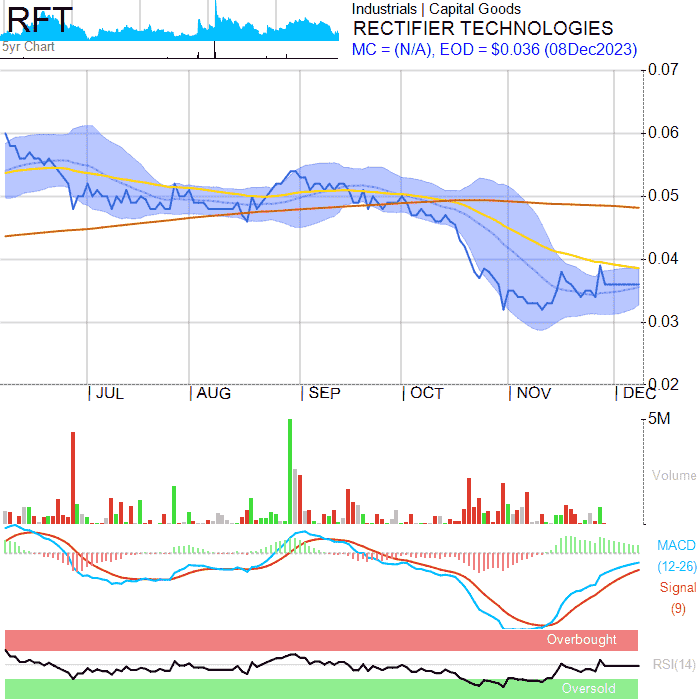 RFT
5yr Chart
Industrials | Capital Goods
RECTIFIER TECHNOLOGIES
MC = (N/A), EOD = $0.036 (08Dec2023)
0.07
0.06
0.05
0.04
0.03
0.02
JUL AUG SEP OCT NOV DEC
5M
Volume
MACD
(12-26)
Signal
(9)
Overbought
RSI(14)
Oversold